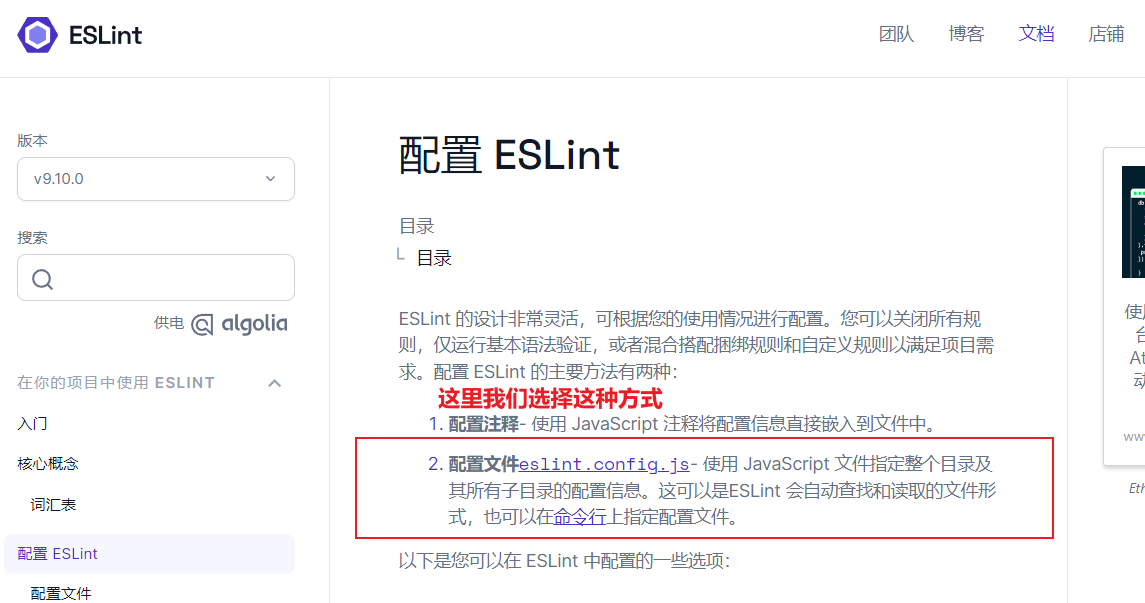 ESLint
团队 博客 文档 店铺
版本
v9.10.0
搜索
供电 algolia
在你的项目中使用 ESLINT
入门
核心概念
词汇表
配置 ESLint
配置文件
配置 ESLint
目录
目录
ESLint 的设计非常灵活，可根据您的使用情况进行配置。您可以关闭所有规
则，仅运行基本语法验证，或者混合搭配捆绑规则和自定义规则以满足项目需
求。配置 ESLint 的主要方法有两种：
这里我们选择这种方式
1. 配置注释- 使用 JavaScript 注释将配置信息直接嵌入到文件中。
2. 配置文件eslint.config.js- 使用 JavaScript 文件指定整个目录及
其所有子目录的配置信息。这可以是ESLint 会自动查找和读取的文件形
式，也可以在命令行上指定配置文件。
以下是您可以在 ESLint 中配置的一些选项：
db
使用
台
At
动
www
Eth